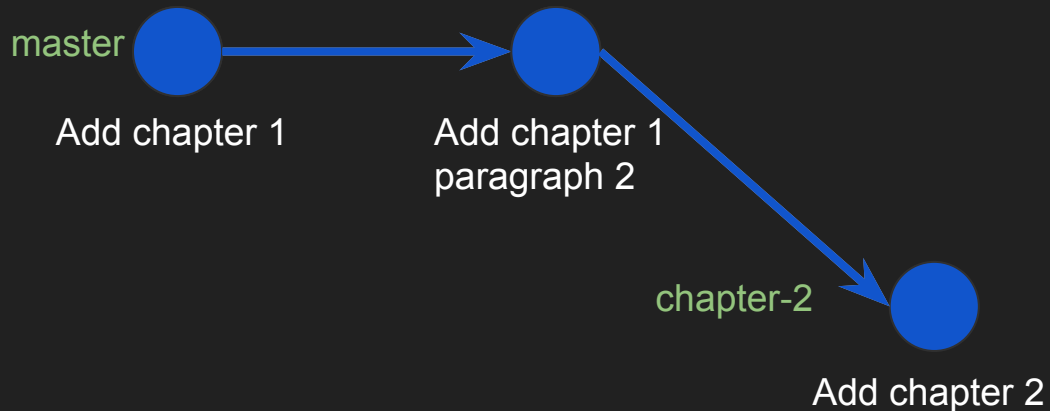 master
Add chapter 1
Add chapter 1
paragraph 2
chapter-2
Add chapter 2